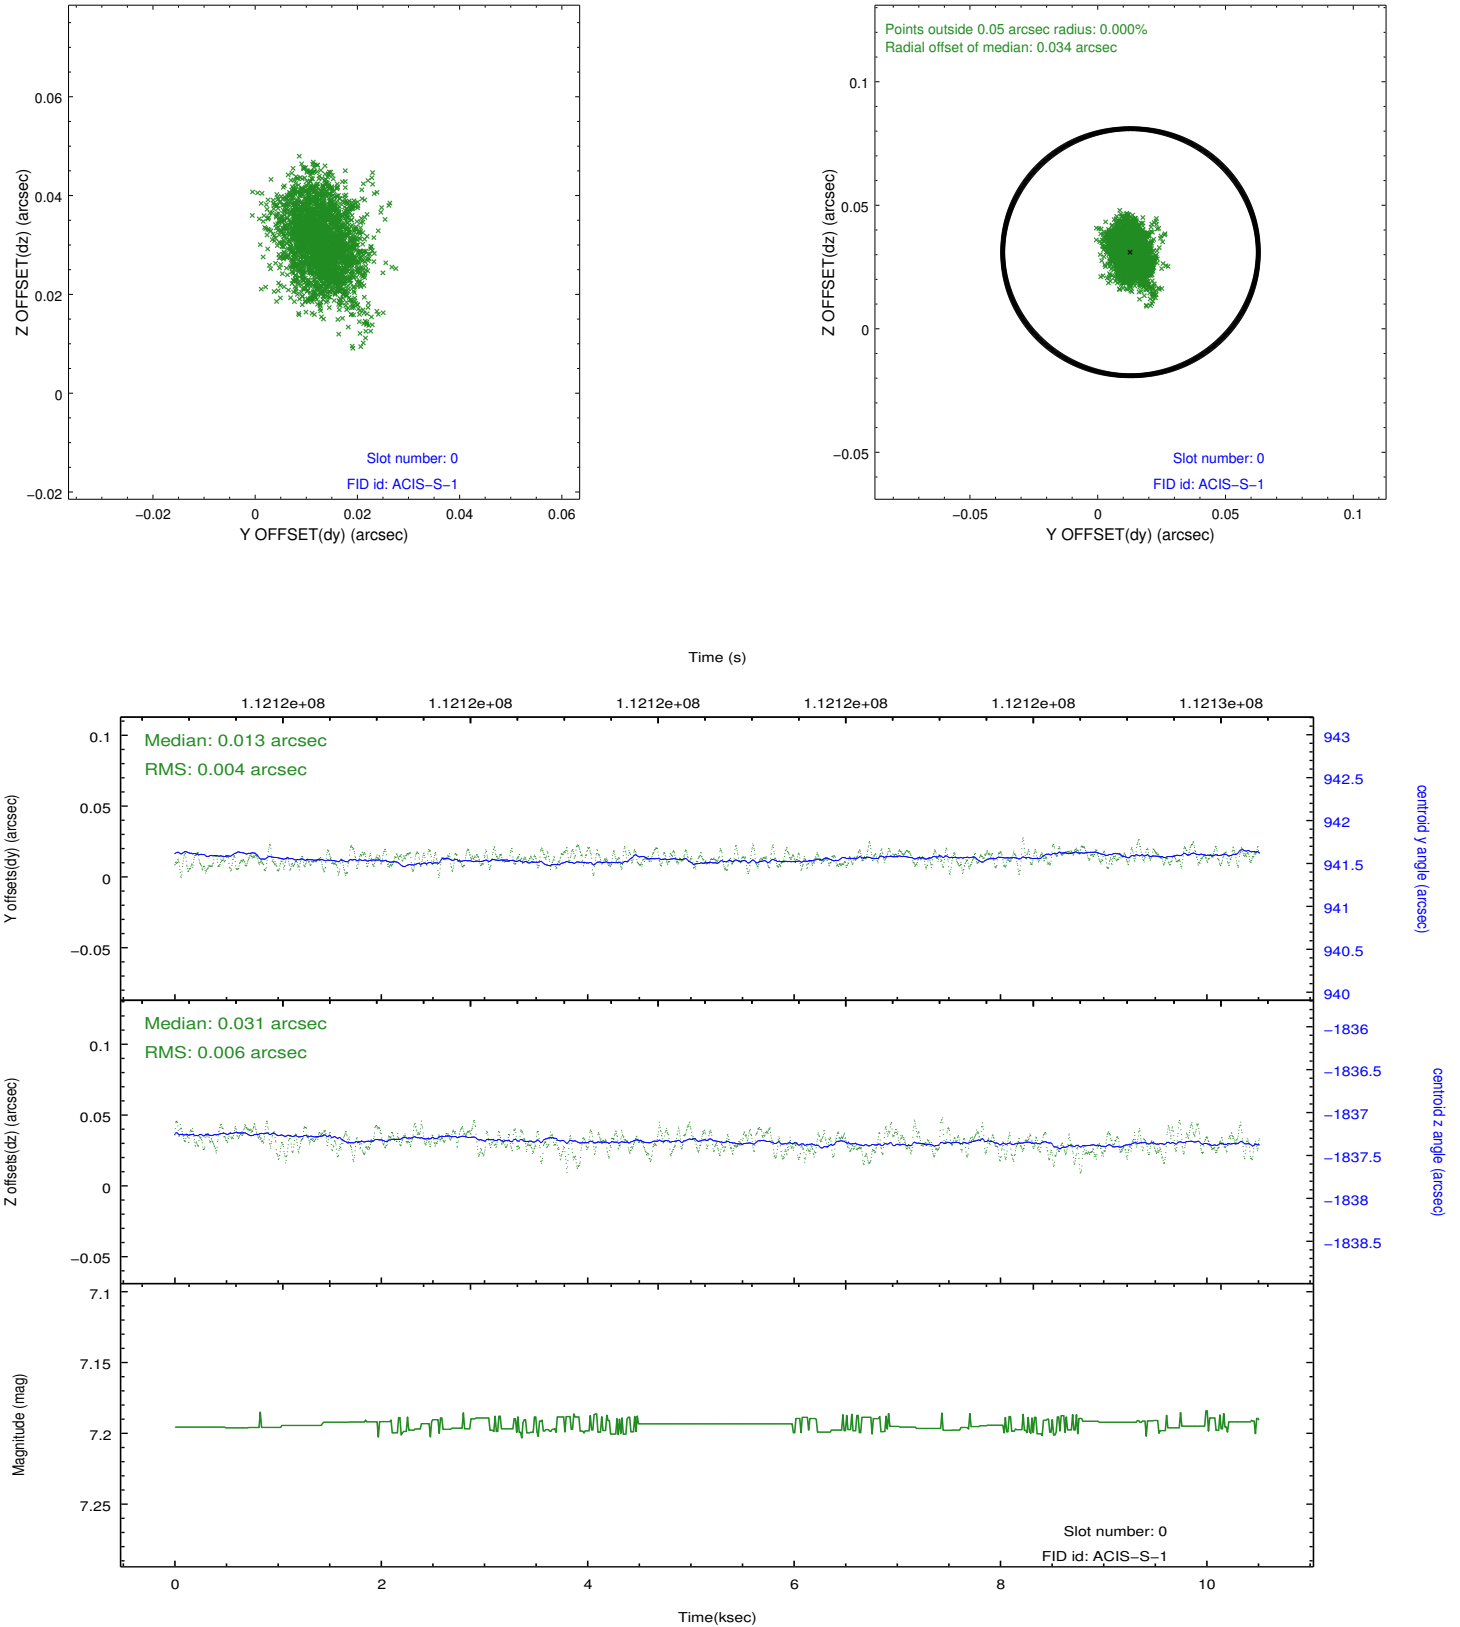 0.06
0.04
0.02
0
−0.02
Z OFFSET(dz) (arcsec)
Slot number: 0
FID id: ACIS−S−1
−0.02
0
0.02
0.04
0.06
Y OFFSET(dy) (arcsec)
Points outside 0.05 arcsec radius: 0.000%
Radial offset of median: 0.034 arcsec
0.1
0.05
0
−0.05
Z OFFSET(dz) (arcsec)
Slot number: 0
FID id: ACIS−S−1
−0.05
0
0.05
0.1
Y OFFSET(dy) (arcsec)
Time (s)
1.1212e+08
1.1212e+08
1.1212e+08
1.1212e+08
1.1212e+08
1.1213e+08
Median: 0.013 arcsec
RMS: 0.004 arcsec
0.1
0.05
0
−0.05
Y offsets(dy) (arcsec)
943
942.5
942
941.5
941
940.5
940
centroid y angle (arcsec)
Median: 0.031 arcsec
RMS: 0.006 arcsec
0.1
0.05
0
−0.05
Z offsets(dz) (arcsec)
−1836
−1836.5
−1837
−1837.5
−1838
−1838.5
centroid z angle (arcsec)
7.1
7.15
7.2
7.25
Magnitude (mag)
Slot number: 0
FID id: ACIS−S−1
0
2
4
6
8
10
Time(ksec)